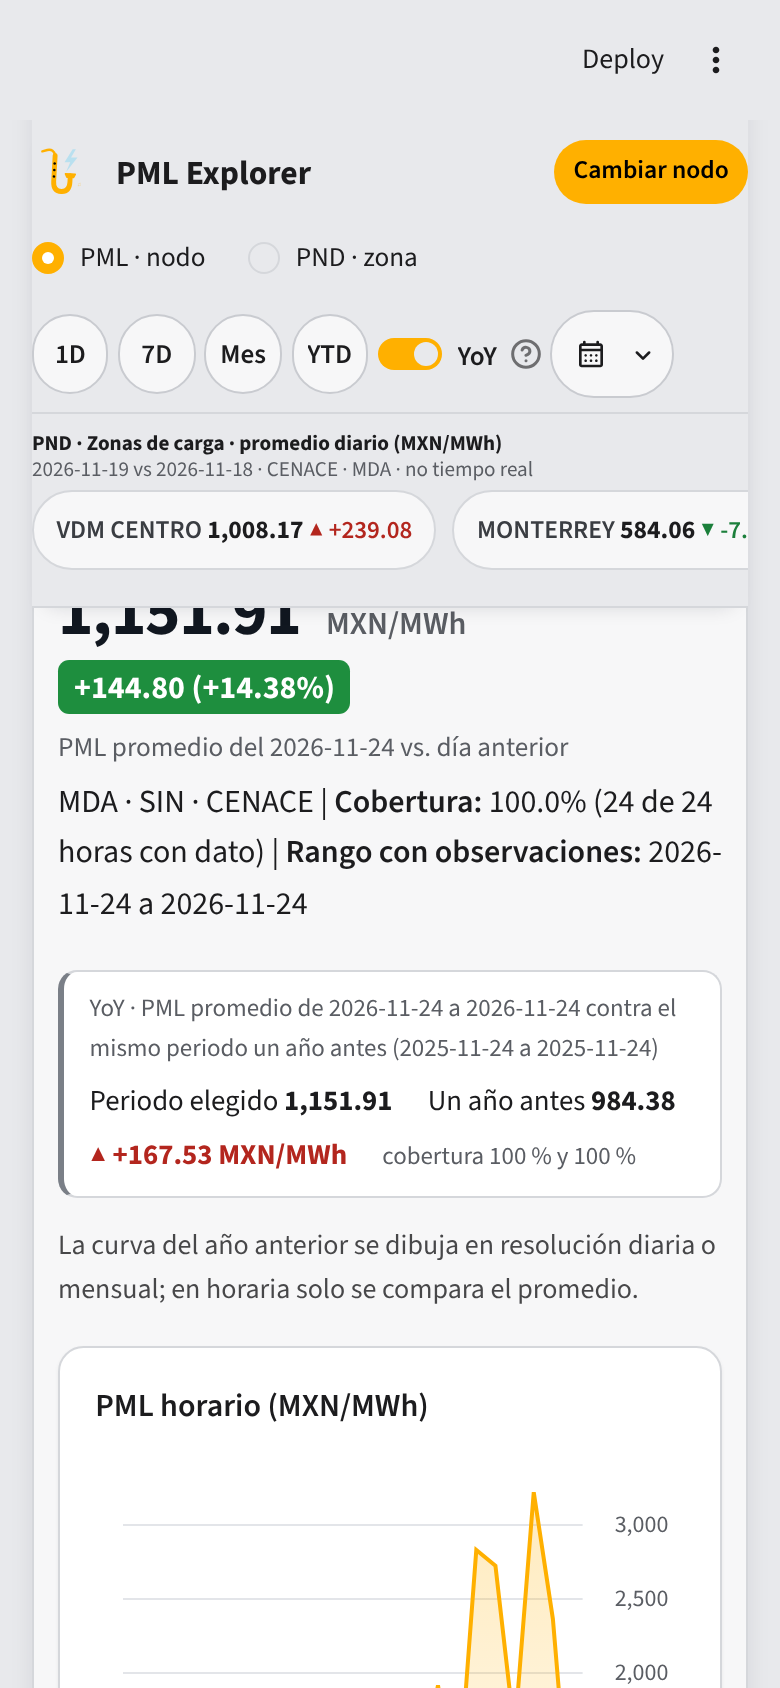 Deploy
PML Explorer
Cambiar nodo
PML · nodo
PND · zona
1D
7D
Mes
YTD
YoY
?
PND · Zonas de carga · promedio diario (MXN/MWh)
2026-11-19 vs 2026-11-18 · CENACE · MDA · no tiempo real
VDM CENTRO 1,008.17 ▲ +239.08
MONTERREY 584.06 ▼ -7.
1,151.91 MXN/MWh
+144.80 (+14.38%)
PML promedio del 2026-11-24 vs. día anterior
MDA · SIN · CENACE | Cobertura: 100.0% (24 de 24
horas con dato) | Rango con observaciones: 2026-
11-24 a 2026-11-24
YoY · PML promedio de 2026-11-24 a 2026-11-24 contra el
mismo periodo un año antes (2025-11-24 a 2025-11-24)
Periodo elegido 1,151.91 Un año antes 984.38
▲ +167.53 MXN/MWh cobertura 100 % y 100 %
La curva del año anterior se dibuja en resolución diaria o
mensual; en horaria solo se compara el promedio.
PML horario (MXN/MWh)
3,000
2,500
2,000